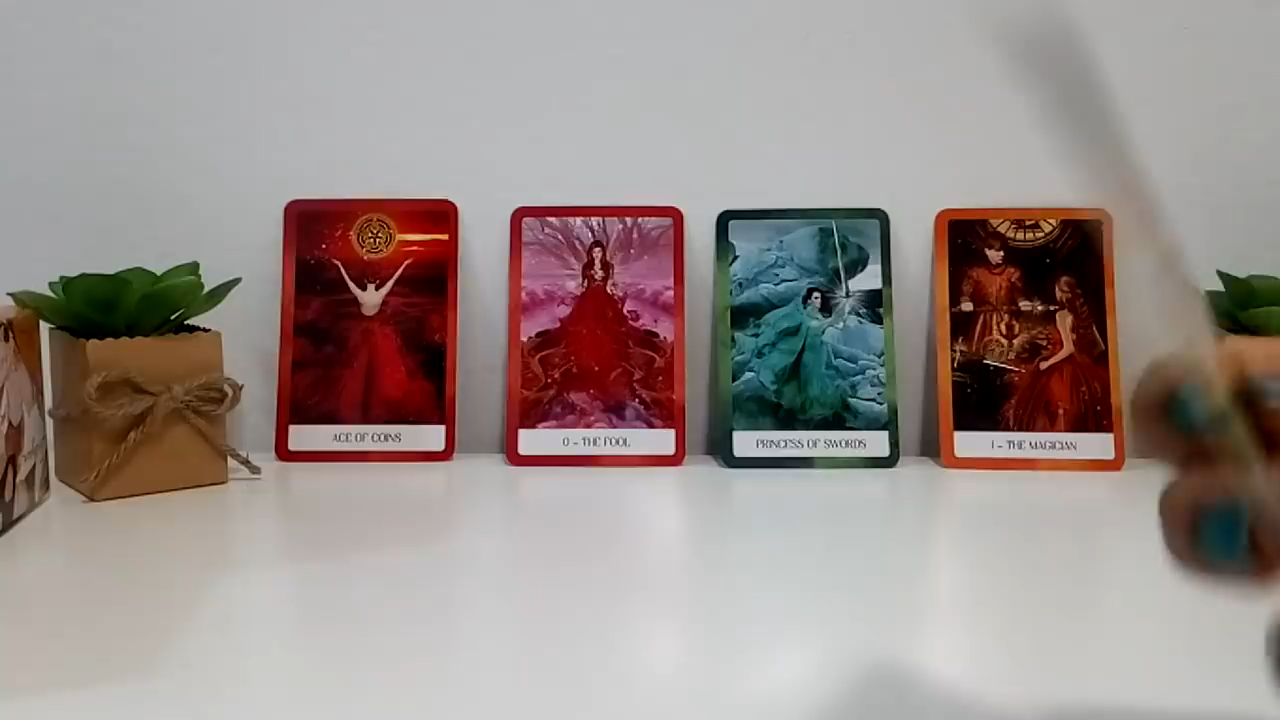 ACE OF COINS
0 - THE FOOL
PRINCESS OF SWORDS
I - THE MAGICIAN